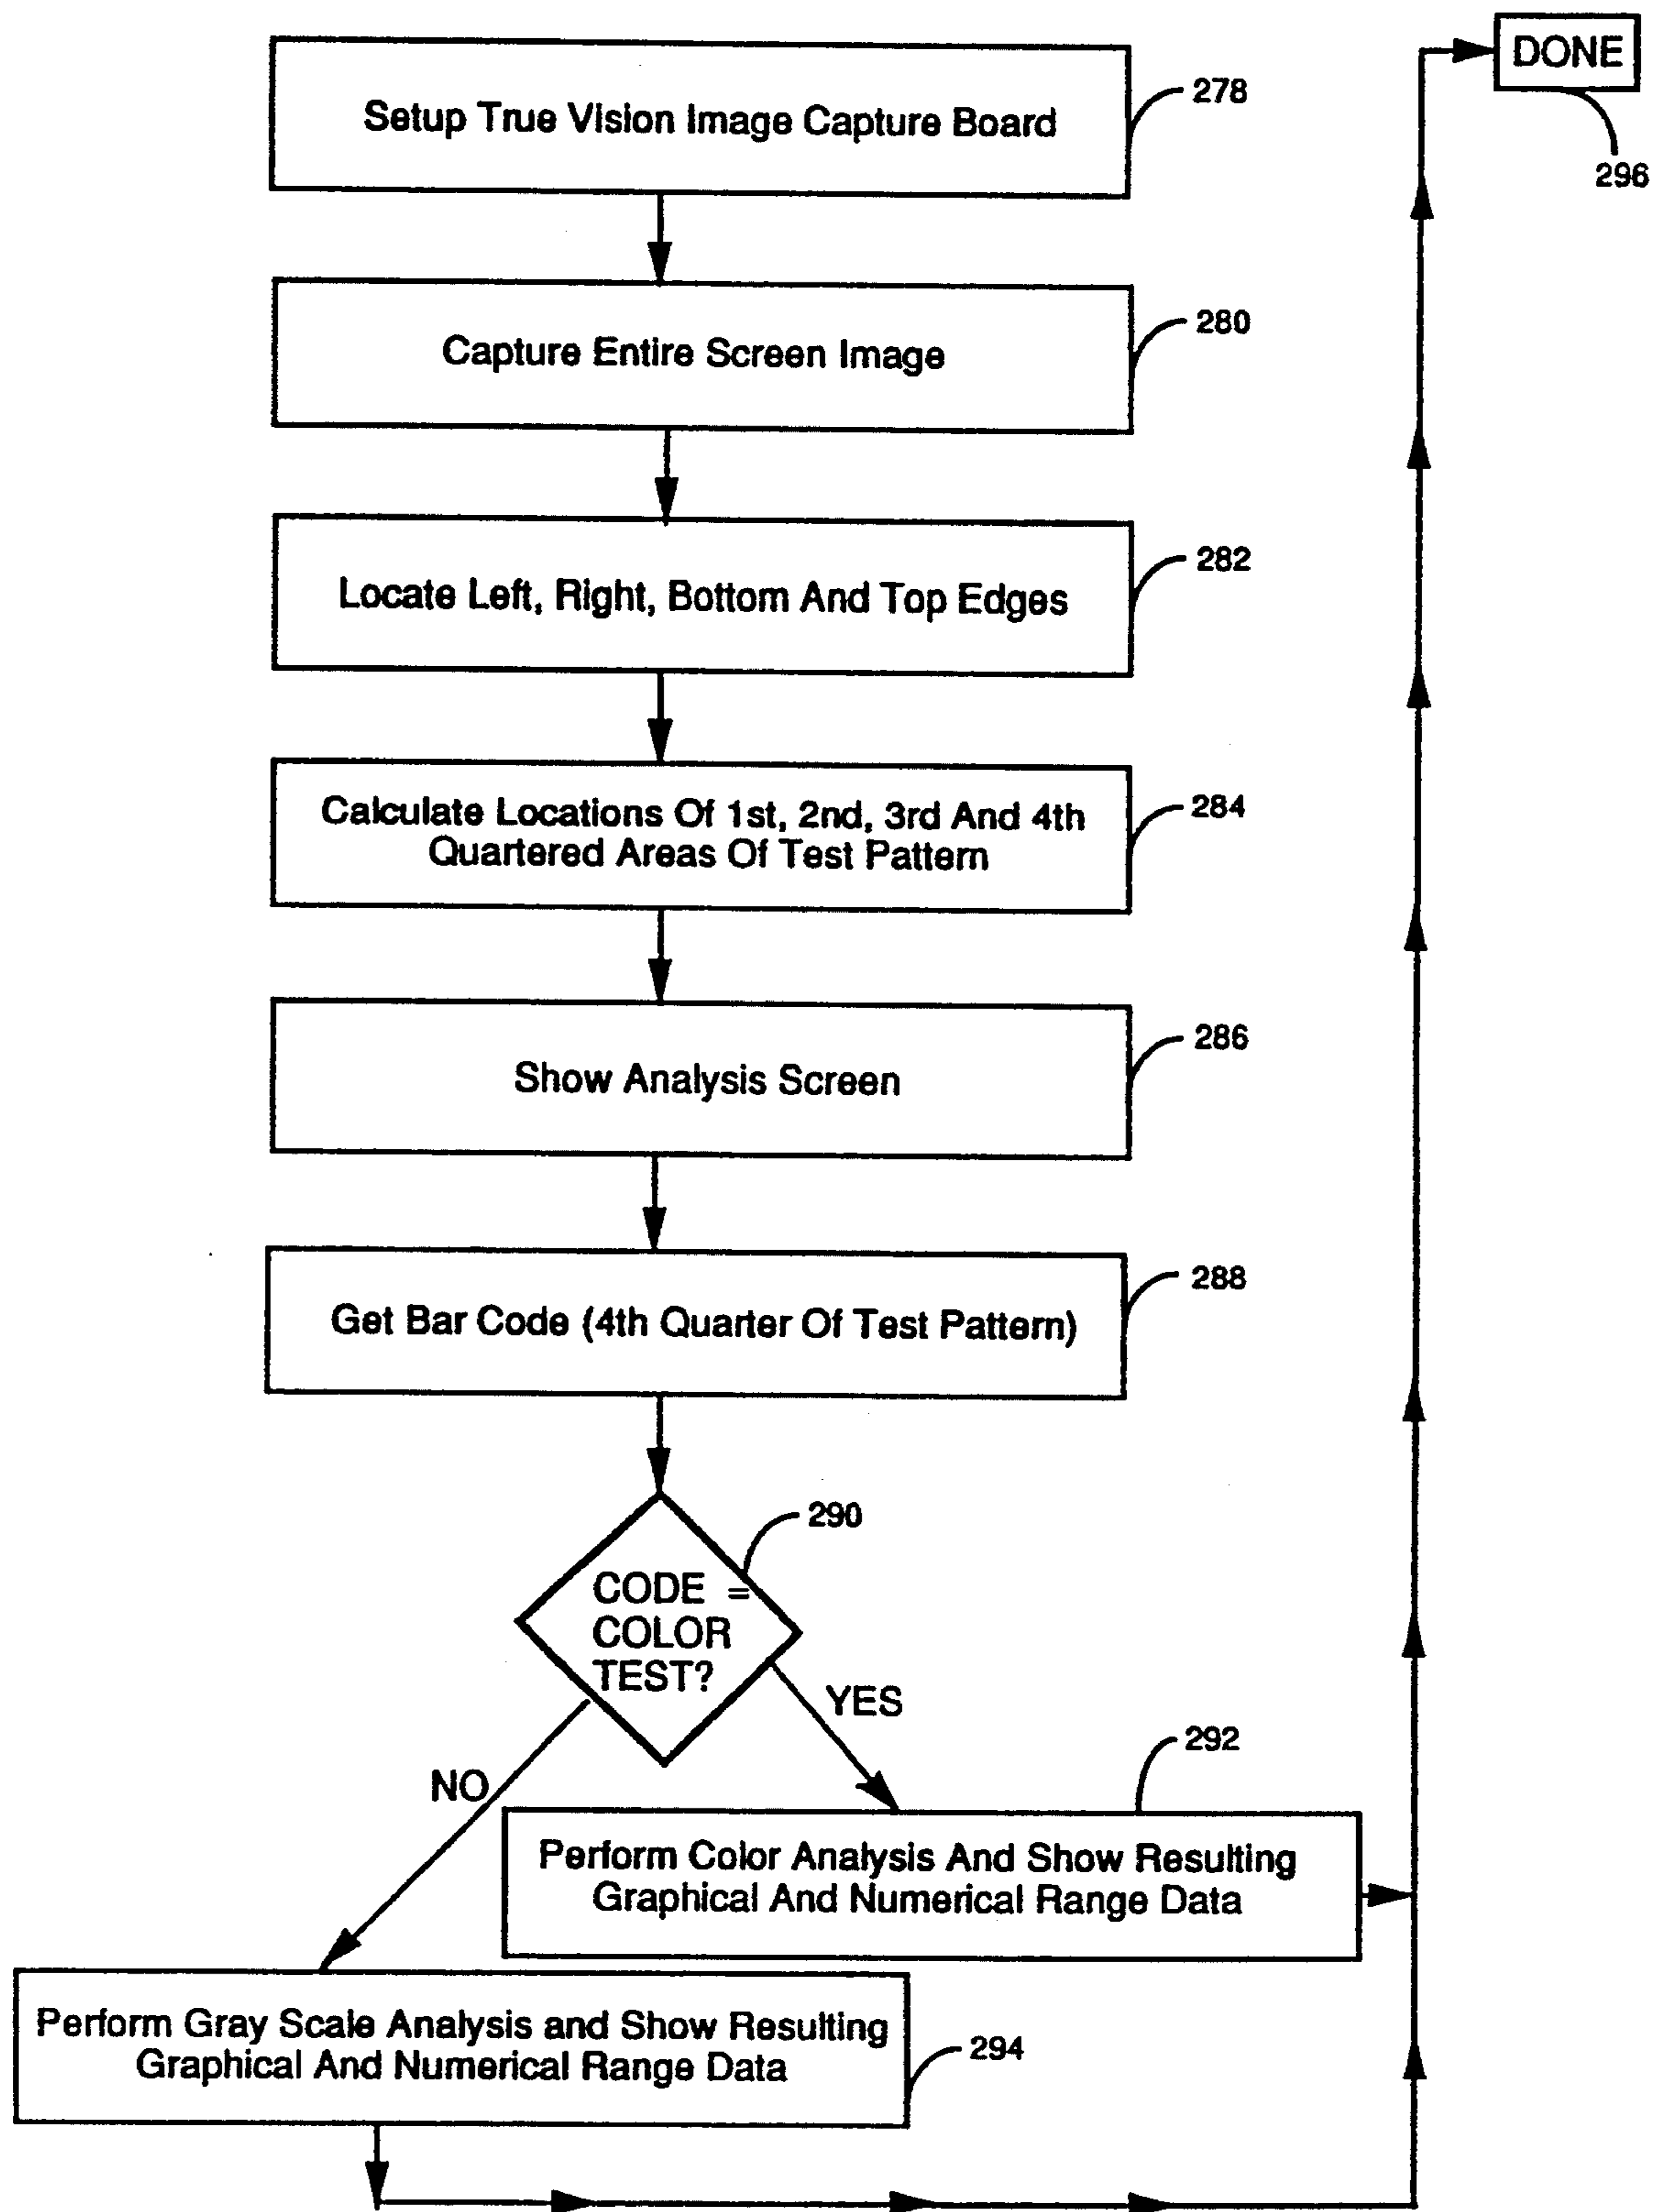 DONE
296
Setup True Vision Image Capture Board
278
Capture Entire Screen Image
280
Locate Left, Right, Bottom And Top Edges
282
Calculate Locations Of 1st, 2nd, 3rd And 4th
Quartered Areas Of Test Pattern
284
Show Analysis Screen
286
Get Bar Code (4th Quarter Of Test Pattern)
288
290
CODE =
COLOR
TEST?
YES
NO
292
Perform Color Analysis And Show Resulting
Graphical And Numerical Range Data
Perform Gray Scale Analysis and Show Resulting
Graphical And Numerical Range Data
294